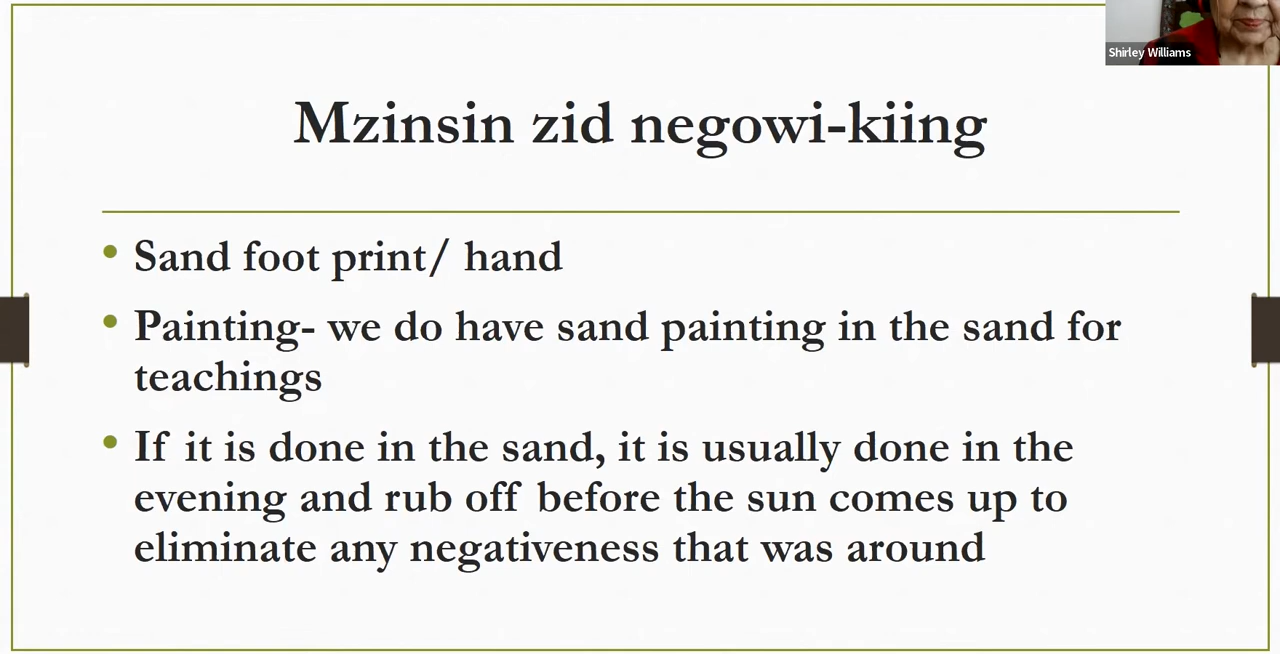 Shirley Williams
Mzinsin zid negowi-kiing
• Sand foot print/ hand
• Painting- we do have sand painting in the sand for
teachings
• If it is done in the sand, it is usually done in the
evening and rub off before the sun comes up to
eliminate any negativeness that was around